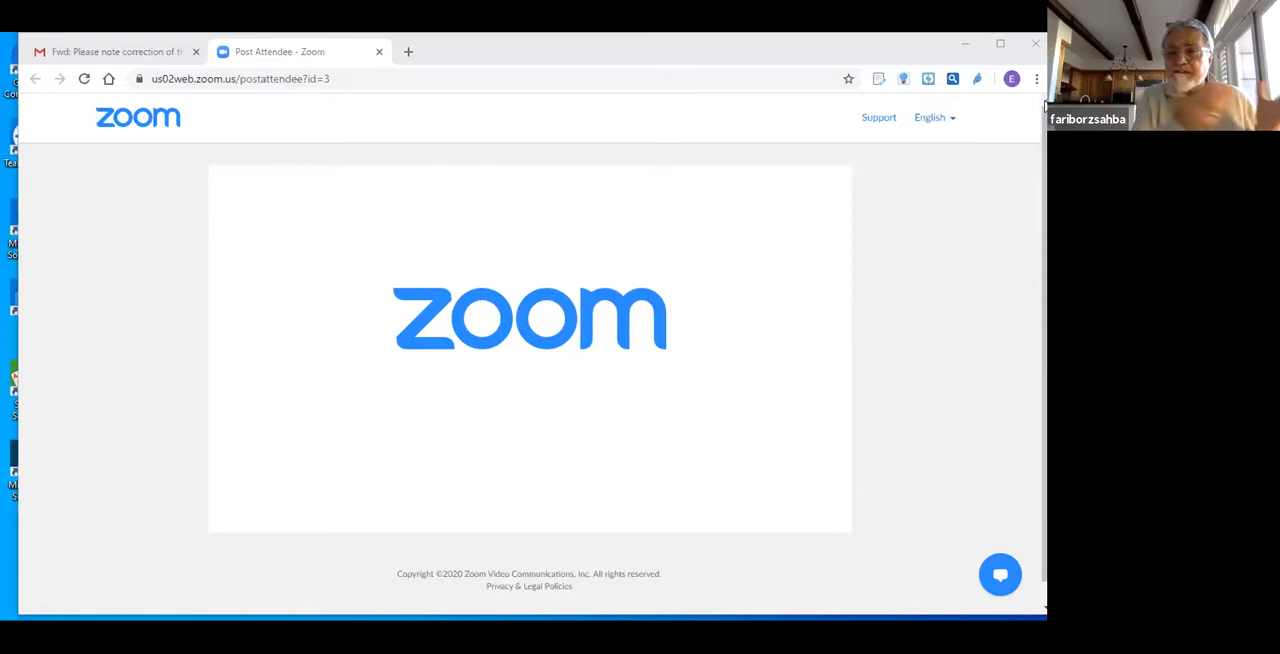 Fwd: Please note correction of th
Post Attendee - Zoom
us02web.zoom.us/postattendee?id=3
E
zoom
Support
English
fariborzsahba
zoom
Copyright ©2020 Zoom Video Communications, Inc. All rights reserved.
Privacy & Legal Policies